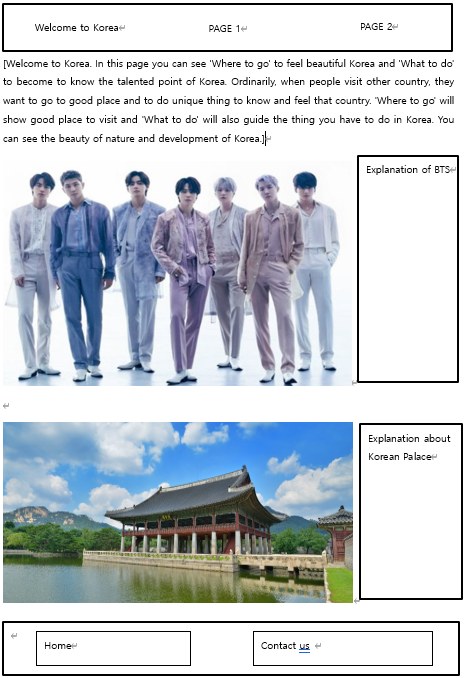 Welcome to Korea PAGE 1 PAGE 2
[Welcome to Korea. In this page you can see 'Where to go' to feel beautiful Korea and 'What to do'
to become to know the talented point of Korea. Ordinarily, when people visit other country, they
want to go to good place and to do unique thing to know and feel that country. 'Where to go' will
show good place to visit and 'What to do' will also guide the thing you have to do in Korea. You
can see the beauty of nature and development of Korea.]
Explanation of BTS
Explanation about
Korean Palace
Home Contact us